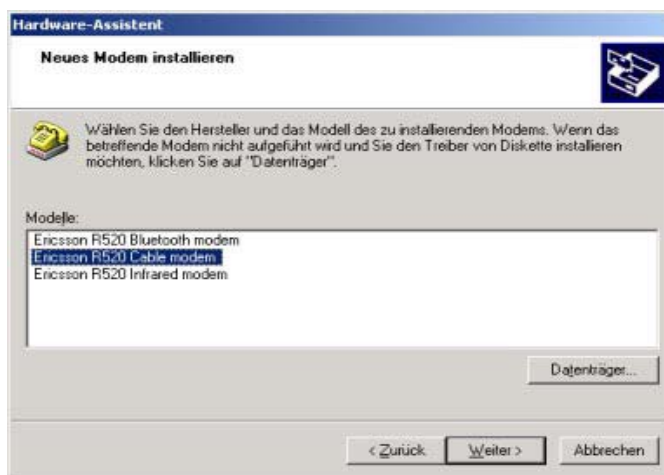 Hardware-Assistent
Neues Modem installieren
Wählen Sie den Hersteller und das Modell des zu installierenden Modems. Wenn das
betreffende Modem nicht aufgeführt wird und Sie den Treiber von Diskette installieren
möchten, klicken Sie auf "Datenträger".
Modelle:
Ericsson R520 Bluetooth modem
Ericsson R520 Cable modem
Ericsson R520 Infrared modem
Datenträger...
< Zurück Weiter > Abbrechen